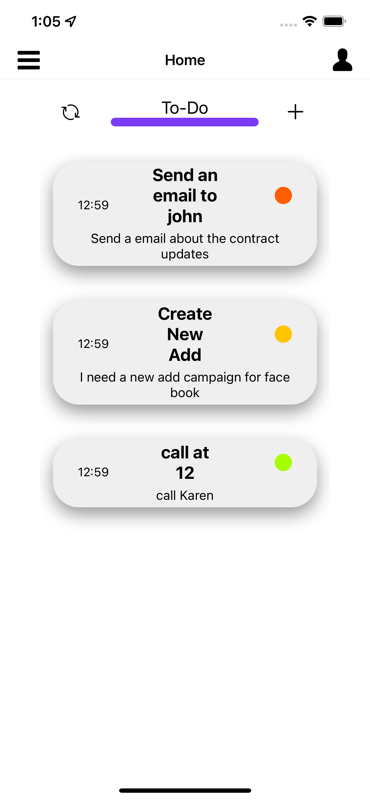 1:05
Home
To-Do
Send an
email to
john
12:59
Send a email about the contract
updates
Create
New
Add
12:59
I need a new add campaign for face
book
call at
12
12:59
call Karen